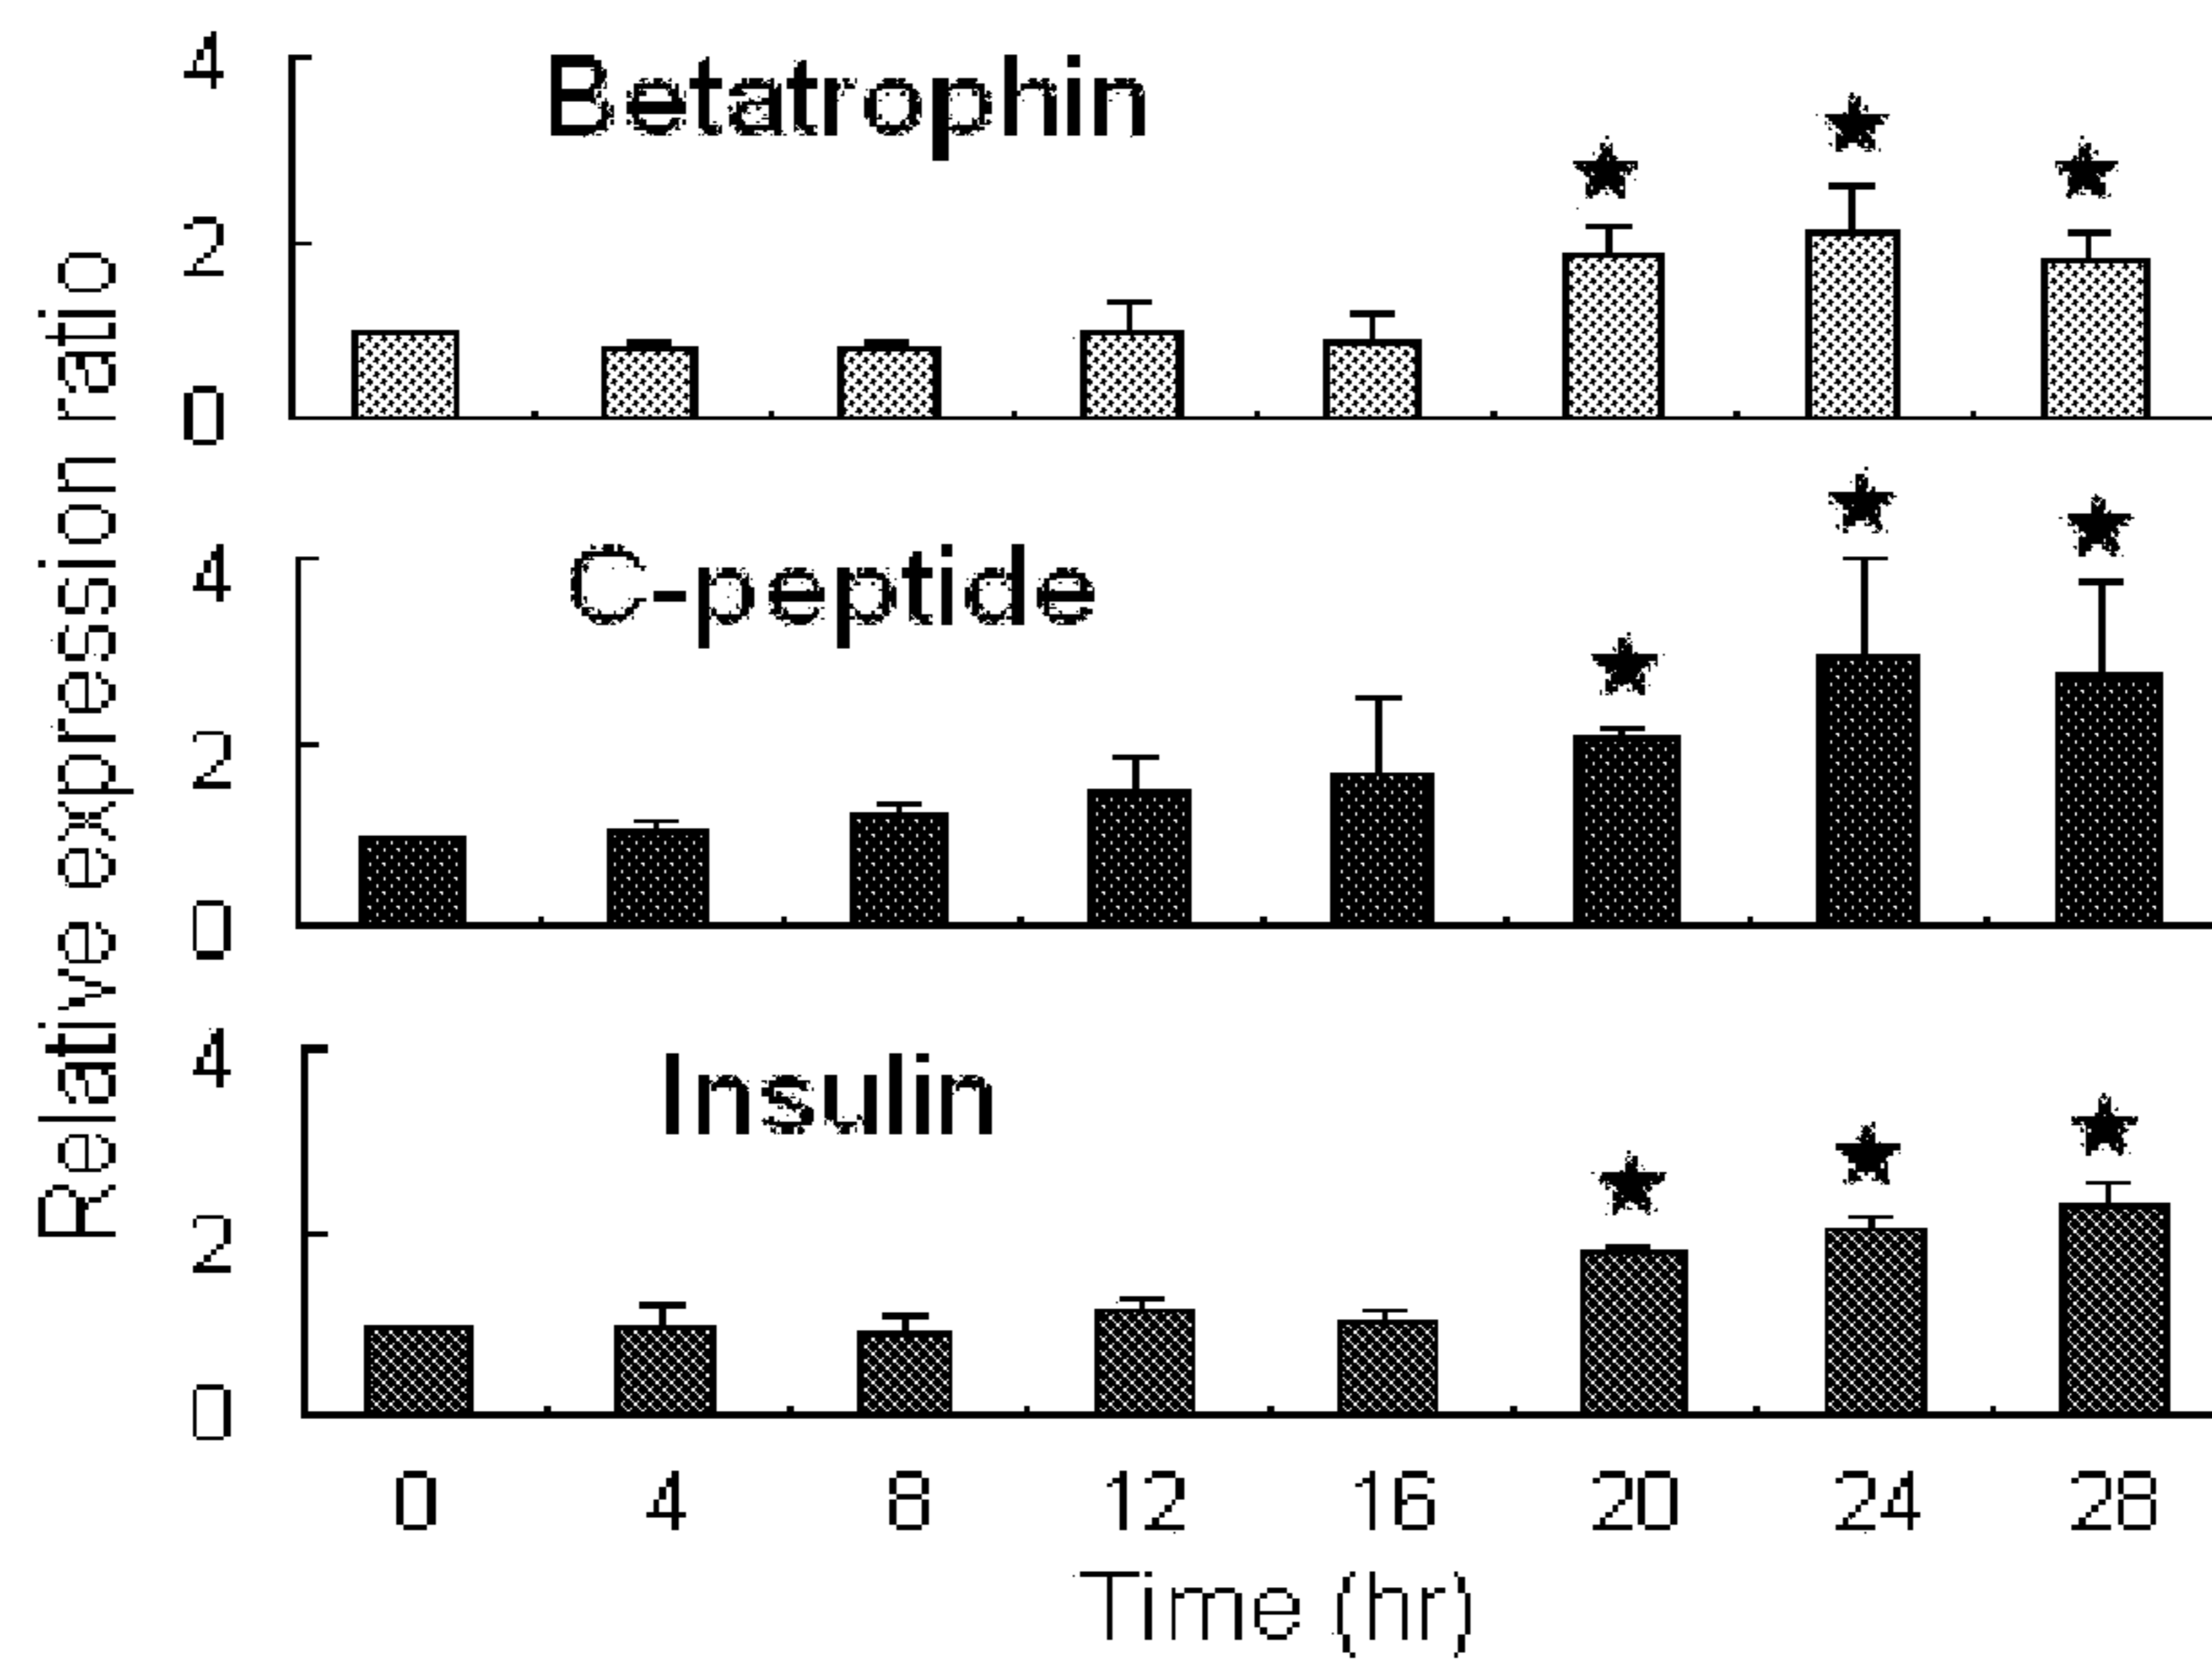 Relative expression ratio
4
Betatrophin
2
0
4
C-peptide
2
0
4
Insulin
2
0
0 4 8 12 16 20 24 28
Time (hr)